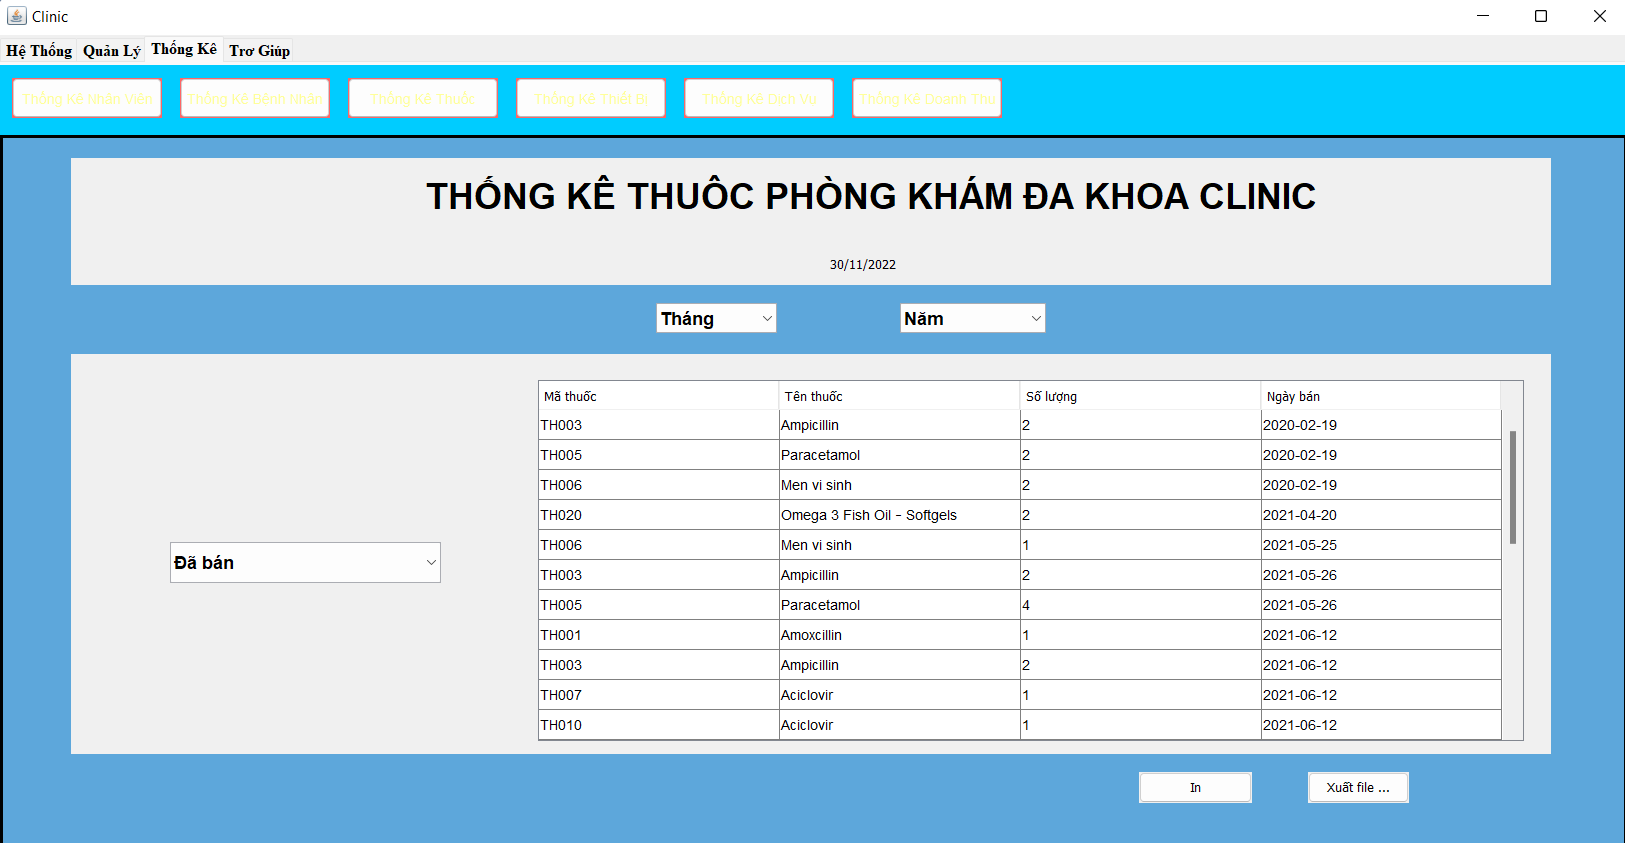 Clinic
Hệ Thống Quản Lý Thống Kê Trơ Giúp
Thống Kê Nhân Viên Thống Kê Bệnh Nhân Thống Kê Thuốc Thống Kê Thiết Bị Thống Kê Dịch Vụ Thống Kê Doanh Thu
THỐNG KÊ THUÔC PHÒNG KHÁM ĐA KHOA CLINIC
30/11/2022
Tháng Năm
Mã thuốc Tên thuốc Số lượng Ngày bán
TH003 Ampicillin 2 2020-02-19
TH005 Paracetamol 2 2020-02-19
TH006 Men vi sinh 2 2020-02-19
TH020 Omega 3 Fish Oil - Softgels 2 2021-04-20
TH006 Men vi sinh 1 2021-05-25
Đã bán
TH003 Ampicillin 2 2021-05-26
TH005 Paracetamol 4 2021-05-26
TH001 Amoxcillin 1 2021-06-12
TH003 Ampicillin 2 2021-06-12
TH007 Aciclovir 1 2021-06-12
TH010 Aciclovir 1 2021-06-12
In Xuất file ...